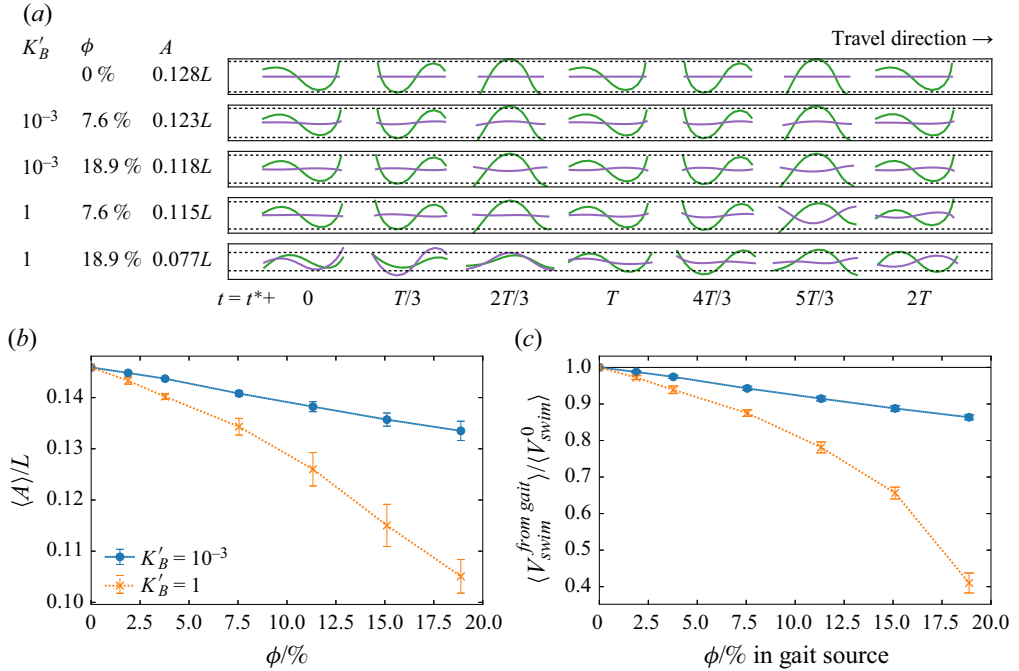 (a)
K′_B ϕ A Travel direction →
0 % 0.128L
10⁻³ 7.6 % 0.123L
10⁻³ 18.9 % 0.118L
1 7.6 % 0.115L
1 18.9 % 0.077L
t = t*+ 0 T/3 2T/3 T 4T/3 5T/3 2T
(b)
⟨A⟩/L
0.14
0.13
0.12
0.11
0.10
K′_B = 10⁻³
K′_B = 1
0 2.5 5.0 7.5 10.0 12.5 15.0 17.5 20.0
ϕ/%
(c)
⟨V_swim^from gait⟩/⟨V_swim^0⟩
1.0
0.9
0.8
0.7
0.6
0.5
0.4
0 2.5 5.0 7.5 10.0 12.5 15.0 17.5 20.0
ϕ/% in gait source